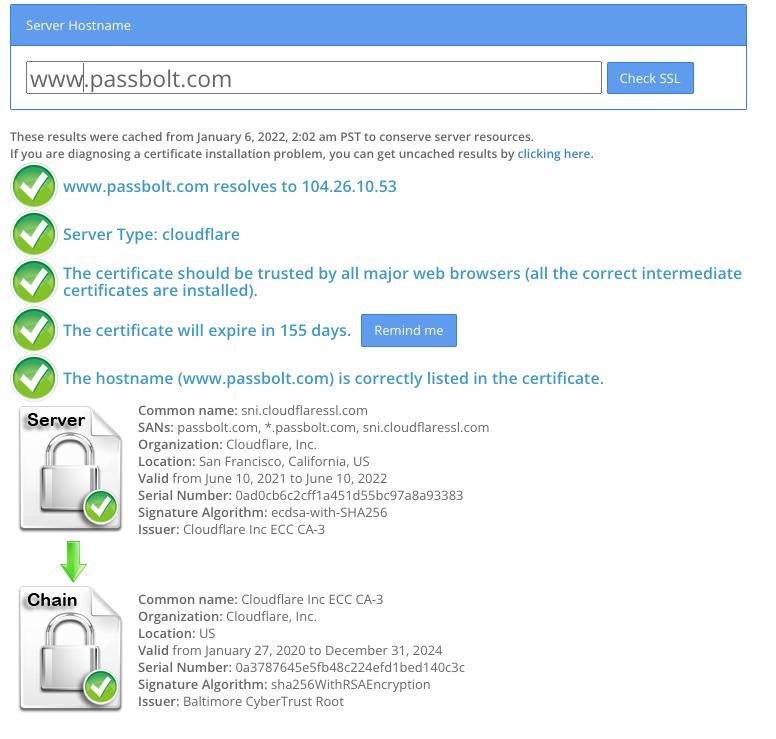 Server Hostname
www.passbolt.com
Check SSL
These results were cached from January 6, 2022, 2:02 am PST to conserve server resources.
If you are diagnosing a certificate installation problem, you can get uncached results by clicking here.
www.passbolt.com resolves to 104.26.10.53
Server Type: cloudflare
The certificate should be trusted by all major web browsers (all the correct intermediate
certificates are installed).
The certificate will expire in 155 days.
Remind me
The hostname (www.passbolt.com) is correctly listed in the certificate.
Server
Common name: sni.cloudflaressl.com
SANs: passbolt.com, *.passbolt.com, sni.cloudflaressl.com
Organization: Cloudflare, Inc.
Location: San Francisco, California, US
Valid from June 10, 2021 to June 10, 2022
Serial Number: 0ad0cb6c2cff1a451d55bc97a8a93383
Signature Algorithm: ecdsa-with-SHA256
Issuer: Cloudflare Inc ECC CA-3
Chain
Common name: Cloudflare Inc ECC CA-3
Organization: Cloudflare, Inc.
Location: US
Valid from January 27, 2020 to December 31, 2024
Serial Number: 0a3787645e5fb48c224efd1bed140c3c
Signature Algorithm: sha256WithRSAEncryption
Issuer: Baltimore CyberTrust Root